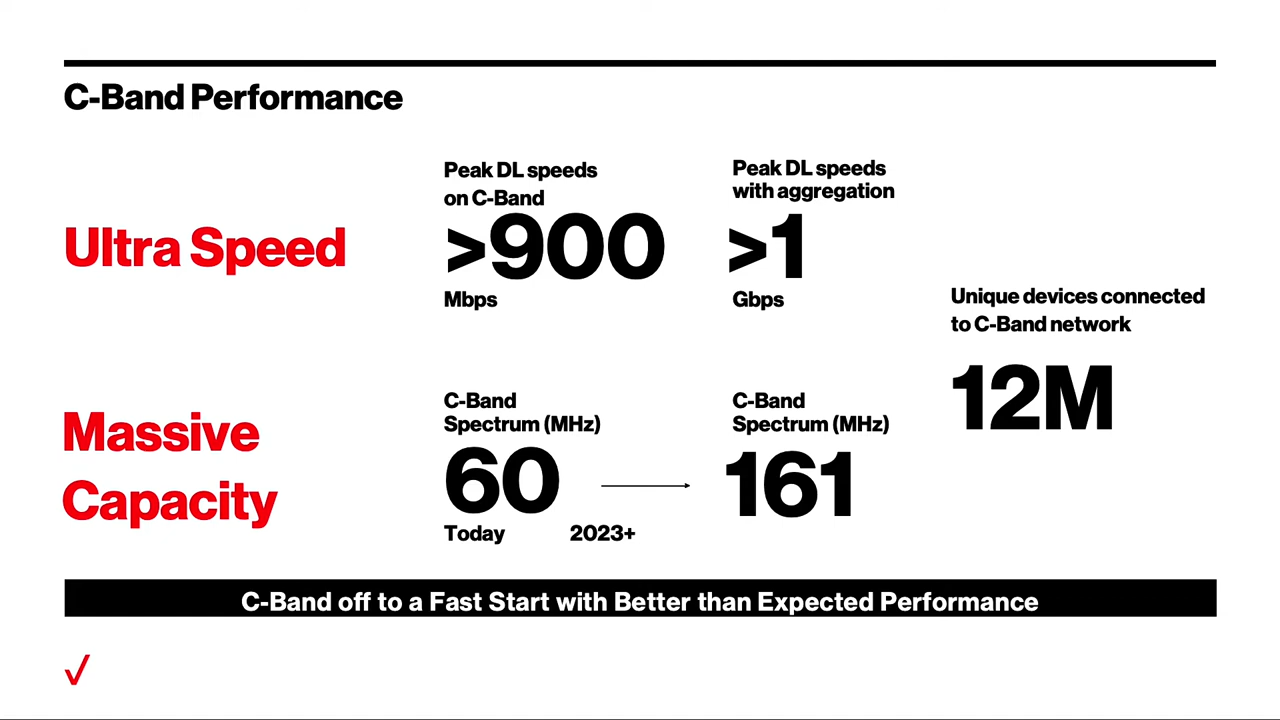 C-Band Performance
Ultra Speed
Peak DL speeds
on C-Band
>900
Mbps
Peak DL speeds
with aggregation
>1
Gbps
Unique devices connected
to C-Band network
12M
Massive
Capacity
C-Band
Spectrum (MHz)
60
Today
2023+
C-Band
Spectrum (MHz)
161
C-Band off to a Fast Start with Better than Expected Performance